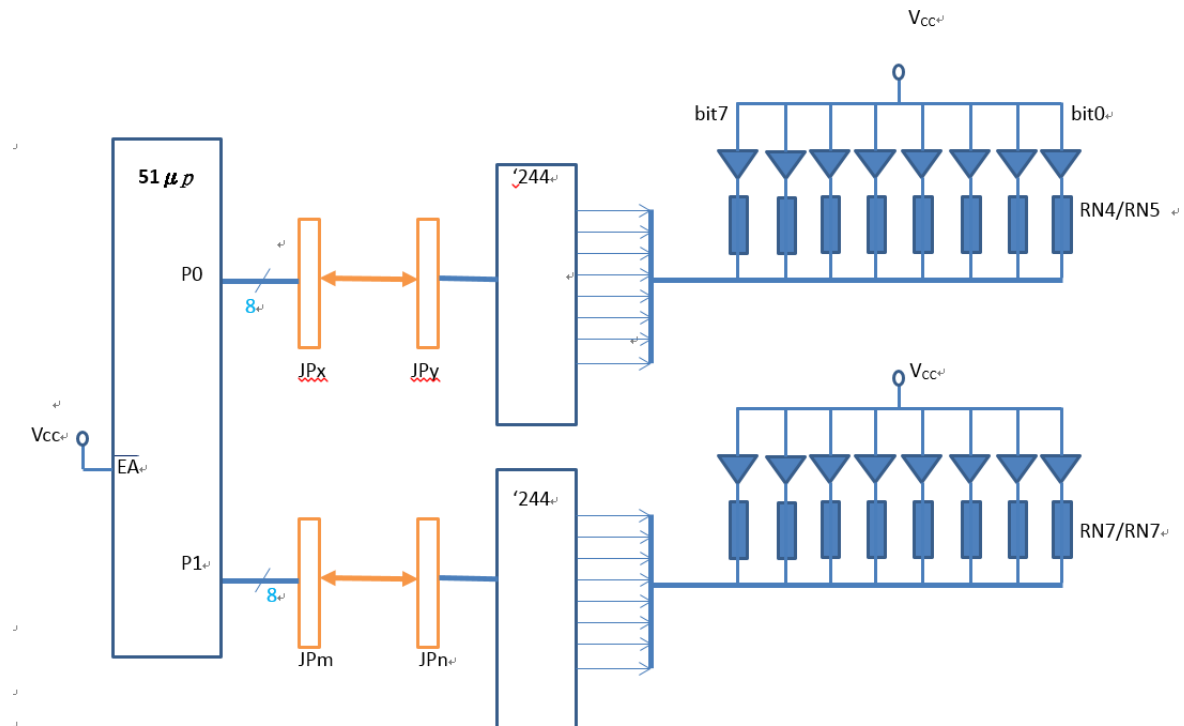 Vcc
bit7
bit0
51 μp
'244
RN4/RN5
P0
8
JPx
JPy
Vcc
Vcc
EA
'244
RN7/RN7
P1
8
JPm
JPn